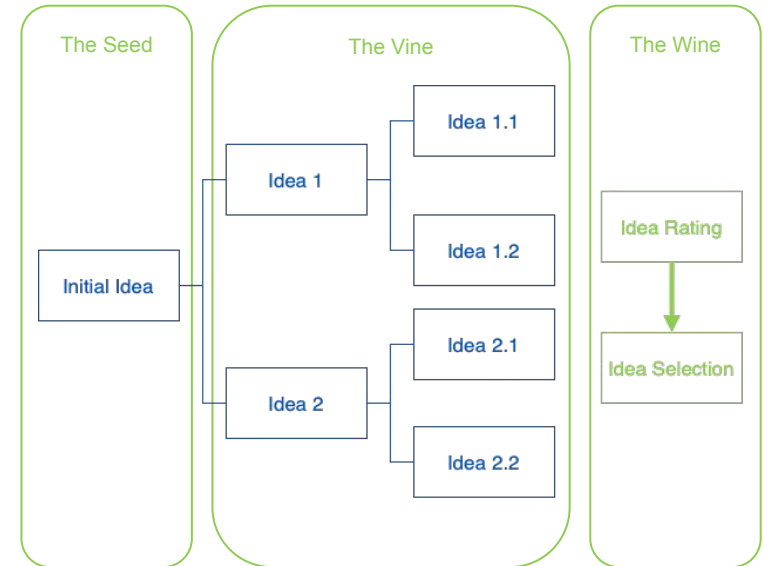 The Seed
The Vine
The Wine
Initial Idea
Idea 1
Idea 2
Idea 1.1
Idea 1.2
Idea 2.1
Idea 2.2
Idea Rating
Idea Selection